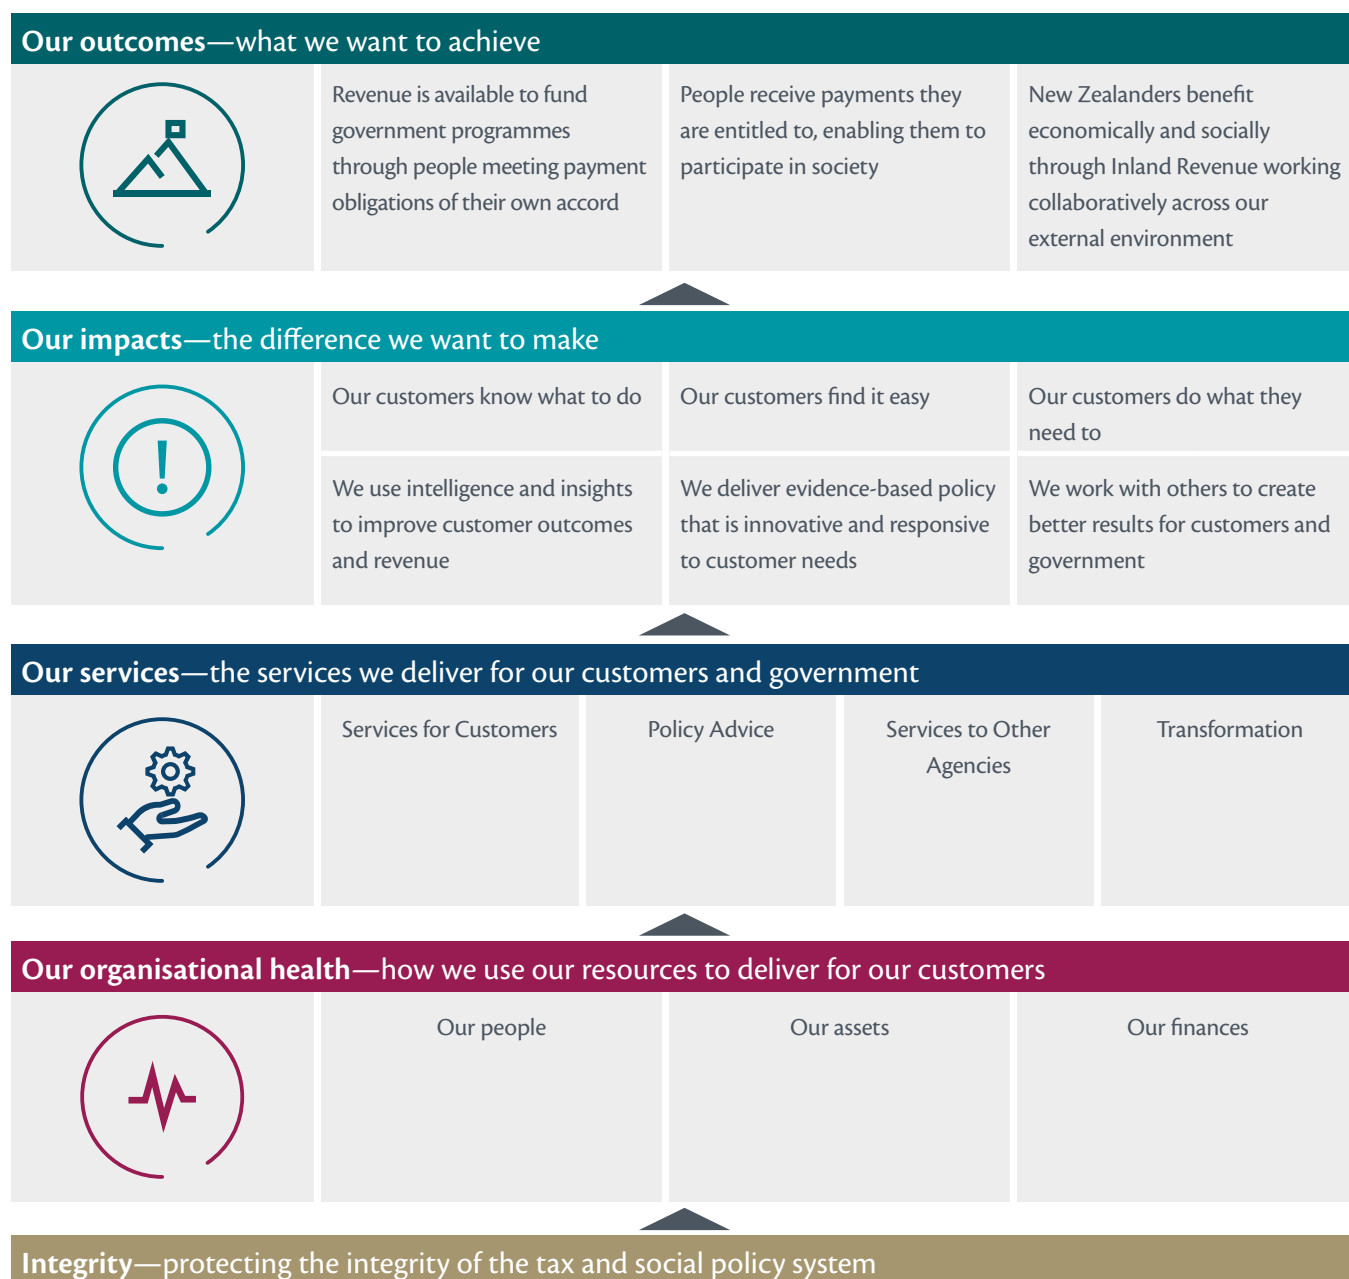 Our outcomes—what we want to achieve
Revenue is available to fund
government programmes
through people meeting payment
obligations of their own accord
People receive payments they
are entitled to, enabling them to
participate in society
New Zealanders benefit
economically and socially
through Inland Revenue working
collaboratively across our
external environment
Our impacts—the difference we want to make
Our customers know what to do
Our customers find it easy
Our customers do what they
need to
We use intelligence and insights
to improve customer outcomes
and revenue
We deliver evidence-based policy
that is innovative and responsive
to customer needs
We work with others to create
better results for customers and
government
Our services—the services we deliver for our customers and government
Services for Customers
Policy Advice
Services to Other
Agencies
Transformation
Our organisational health—how we use our resources to deliver for our customers
Our people
Our assets
Our finances
Integrity—protecting the integrity of the tax and social policy system